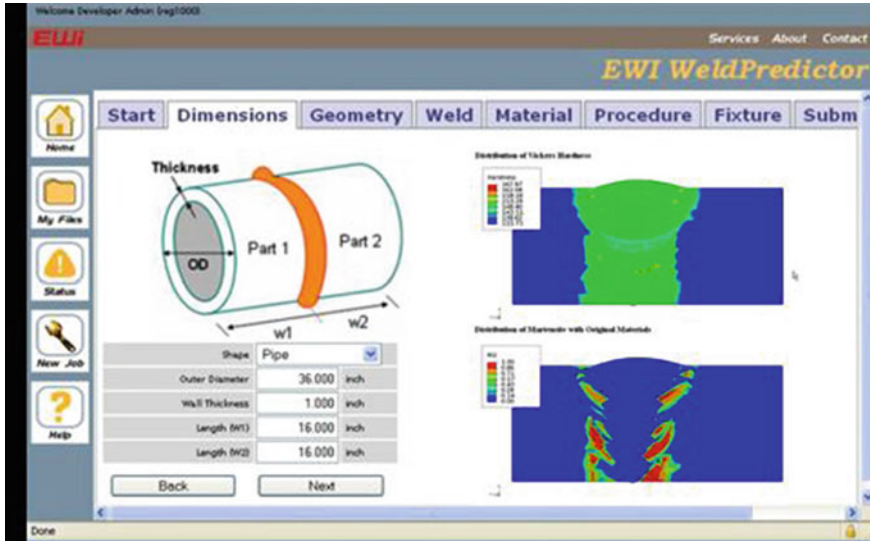 Welcome Developer Admin (reg1000)
EWi
Services About Contact
EWI WeldPredictor
Start Dimensions Geometry Weld Material Procedure Fixture Subm
Home
My Files
Status
New Job
Help
Thickness
OD
Part 1
Part 2
w1
w2
Shape Pipe
Outer Diameter 36.000 inch
Wall Thickness 1.000 inch
Length (W1) 16.000 inch
Length (W2) 16.000 inch
Back Next
Distribution of Vickers Hardness
Hardness
Distribution of Martensite with Original Materials
Done